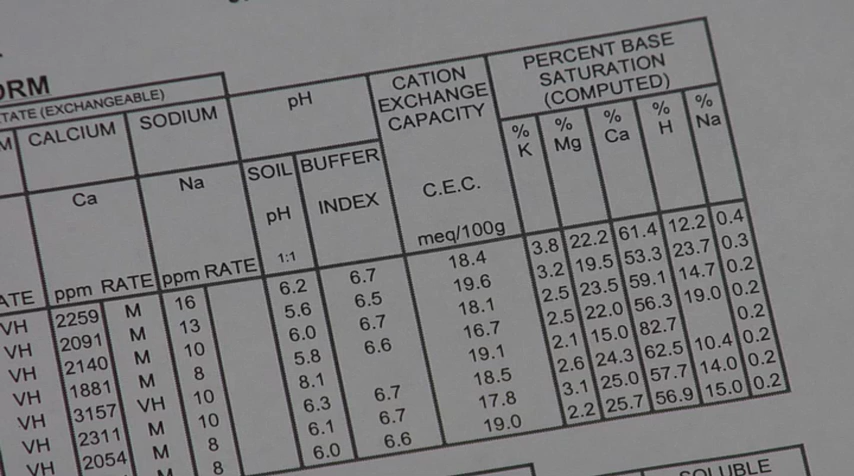 ORM
TATE (EXCHANGEABLE)
M CALCIUM SODIUM pH
CATION
EXCHANGE
CAPACITY
PERCENT BASE
SATURATION
(COMPUTED)
Ca Na
SOIL BUFFER
pH INDEX
1:1
C.E.C.
meq/100g
% % % % %
K Mg Ca H Na
ATE ppm RATE ppm RATE
VH 2259 M 16 6.2 6.7 18.4 3.8 22.2 61.4 12.2 0.4
VH 2091 M 13 5.6 6.5 19.6 3.2 19.5 53.3 23.7 0.3
VH 2140 M 10 6.0 6.7 18.1 2.5 23.5 59.1 14.7 0.2
VH 1881 M 8 5.8 6.6 16.7 2.5 22.0 56.3 19.0 0.2
VH 3157 VH 10 8.1 19.1 2.1 15.0 82.7 0.2
VH 2311 M 10 6.3 6.7 18.5 2.6 24.3 62.5 10.4 0.2
VH 2054 M 8 6.1 6.7 17.8 3.1 25.0 57.7 14.0 0.2
M 8 6.0 6.6 19.0 2.2 25.7 56.9 15.0 0.2
SOLUBLE